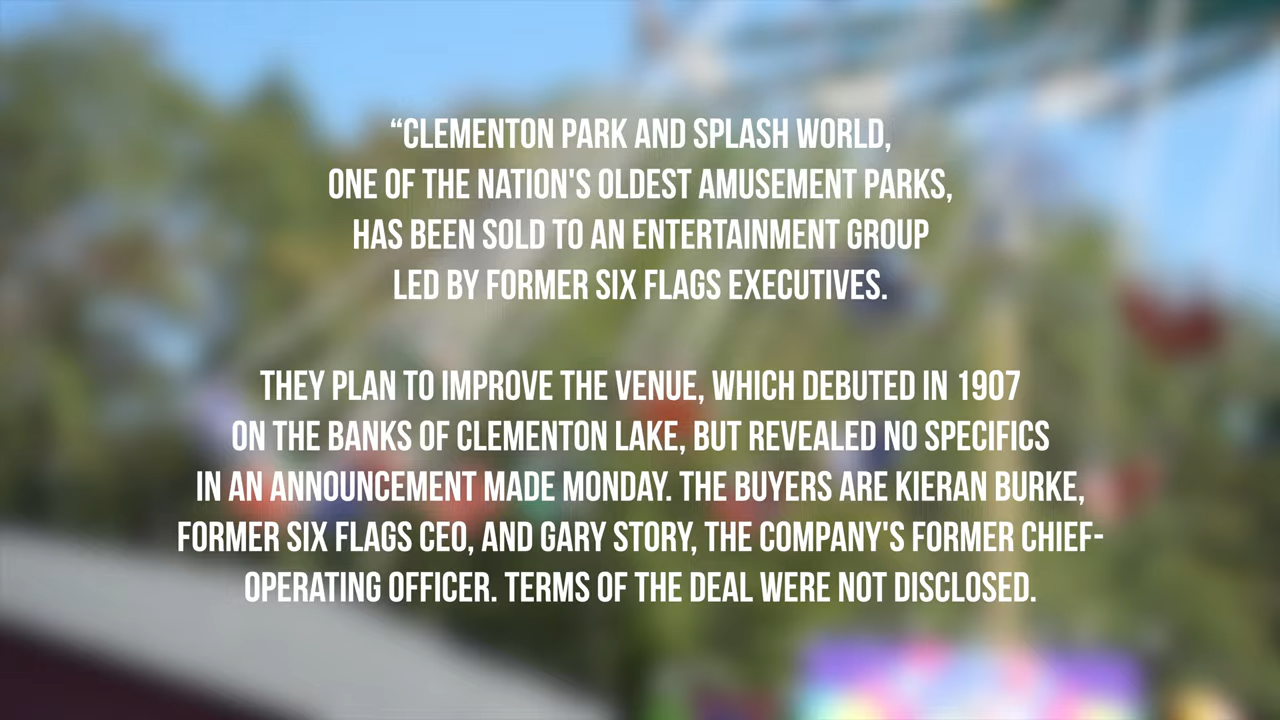 “CLEMENTON PARK AND SPLASH WORLD,
ONE OF THE NATION'S OLDEST AMUSEMENT PARKS,
HAS BEEN SOLD TO AN ENTERTAINMENT GROUP
LED BY FORMER SIX FLAGS EXECUTIVES.
THEY PLAN TO IMPROVE THE VENUE, WHICH DEBUTED IN 1907
ON THE BANKS OF CLEMENTON LAKE, BUT REVEALED NO SPECIFICS
IN AN ANNOUNCEMENT MADE MONDAY. THE BUYERS ARE KIERAN BURKE,
FORMER SIX FLAGS CEO, AND GARY STORY, THE COMPANY'S FORMER CHIEF-
OPERATING OFFICER. TERMS OF THE DEAL WERE NOT DISCLOSED.